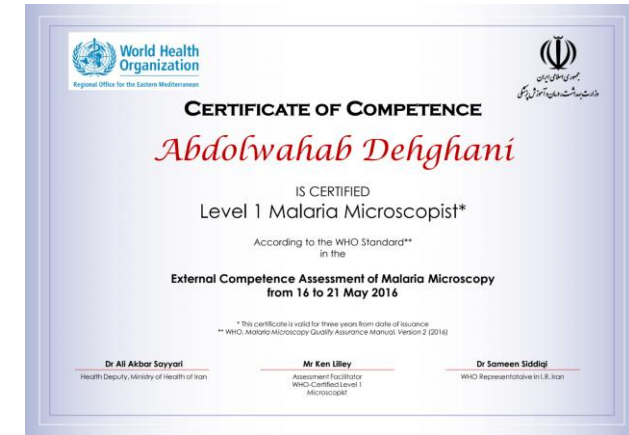 World Health
Organization
Regional Office for the Eastern Mediterranean
جمهوری اسلامی ایران
وزارت بهداشت، درمان و آموزش پزشکی
CERTIFICATE OF COMPETENCE
Abdolwahab Dehghani
IS CERTIFIED
Level 1 Malaria Microscopist*
According to the WHO Standard**
in the
External Competence Assessment of Malaria Microscopy
from 16 to 21 May 2016
* This certificate is valid for three years from date of issuance
** WHO. Malaria Microscopy Quality Assurance Manual, Version 2 (2016)
Dr Ali Akbar Sayyari
Health Deputy, Ministry of Health of Iran
Mr Ken Lilley
Assessment Facilitator
WHO-Certified Level 1
Microscopist
Dr Sameen Siddiqi
WHO Representataive in I.R. Iran